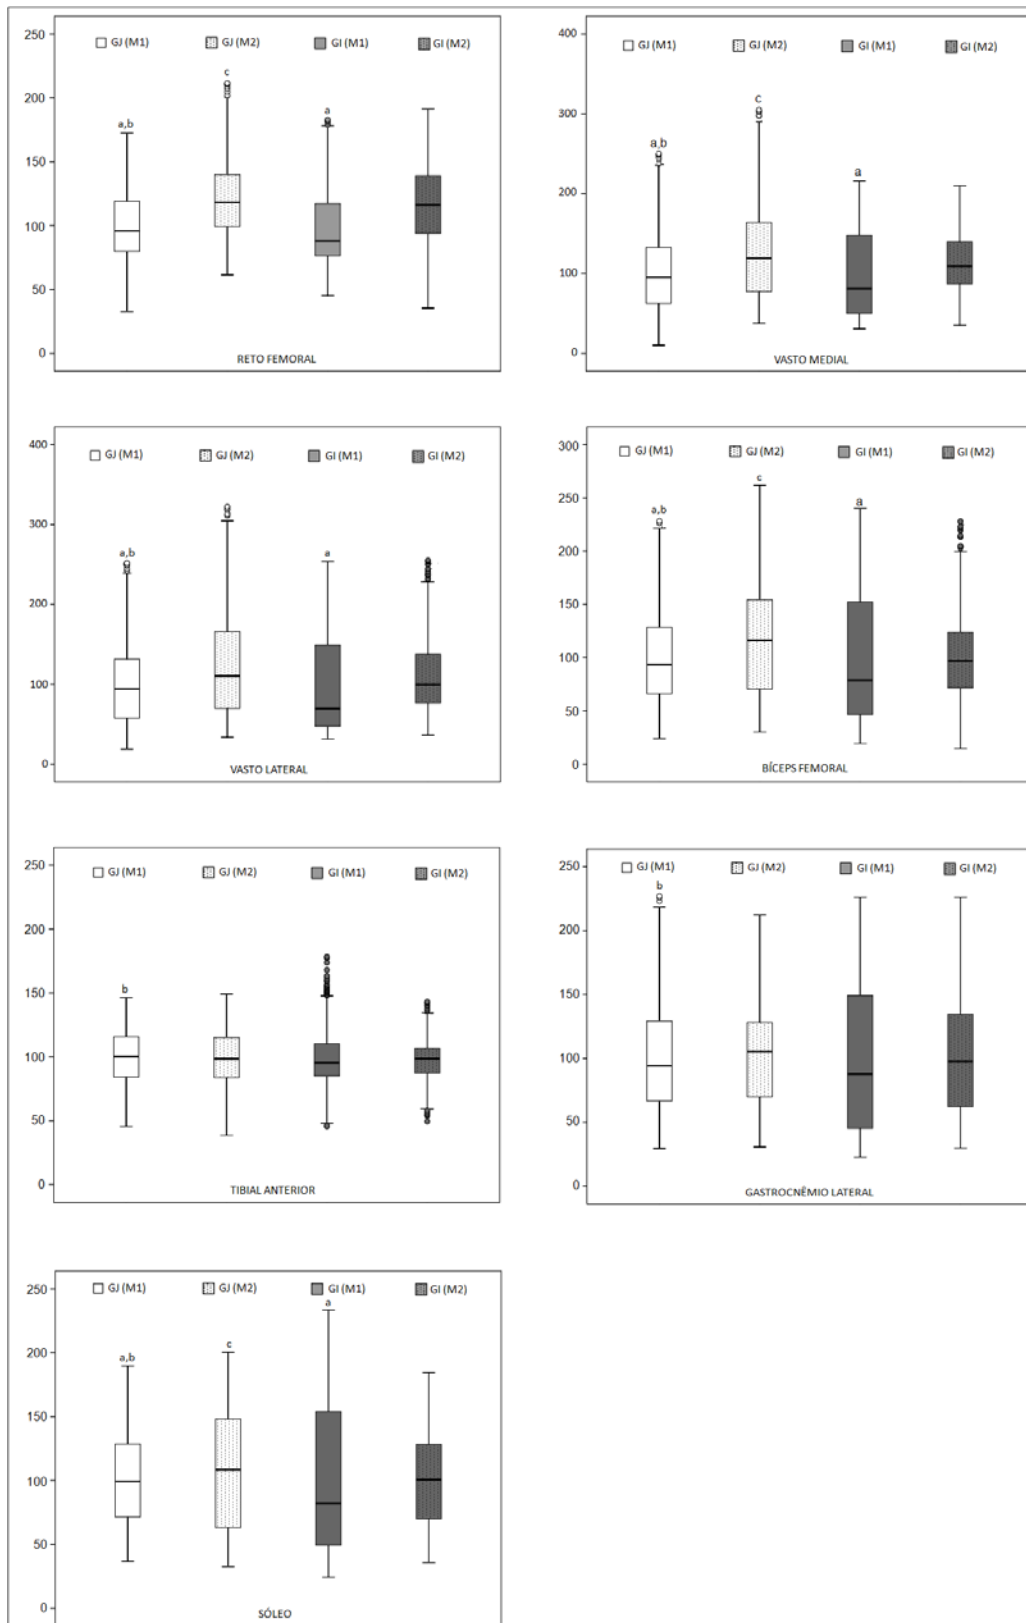 250
GJ (M1) GJ (M2) GI (M1) GI (M2)
c
200
a
a,b
150
100
50
0
RETO FEMORAL
400
GJ (M1) GJ (M2) GI (M1) GI (M2)
300
c
a,b
a
200
100
0
VASTO MEDIAL
400
GJ (M1) GJ (M2) GI (M1) GI (M2)
300
a,b
a
200
100
0
VASTO LATERAL
300
GJ (M1) GJ (M2) GI (M1) GI (M2)
250
c
a
a,b
200
150
100
50
0
BÍCEPS FEMORAL
250
GJ (M1) GJ (M2) GI (M1) GI (M2)
200
150
b
100
50
0
TIBIAL ANTERIOR
250
GJ (M1) GJ (M2) GI (M1) GI (M2)
b
200
150
100
50
0
GASTROCNÊMIO LATERAL
250
GJ (M1) GJ (M2) GI (M1) GI (M2)
a
200
a,b
c
150
100
50
0
SÓLEO